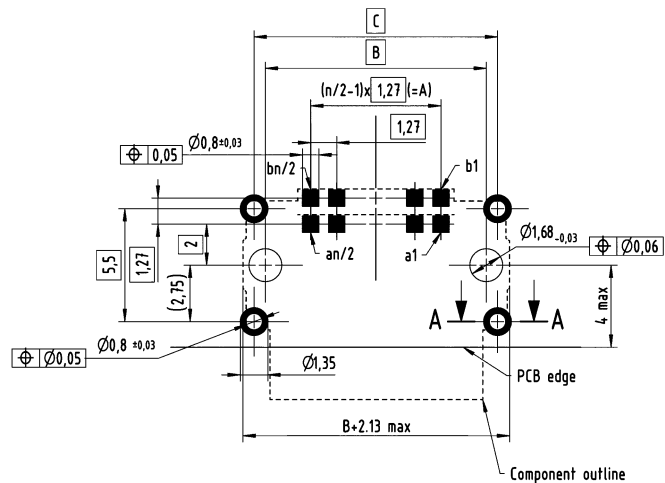 C
B
(n/2-1)x 1,27 (=A)
1,27
Ø0,8±0,03
⌖ 0,05
bn/2
b1
Ø1,68 -0,03
⌖ Ø0,06
an/2
a1
2
5,5
1,27
(2,75)
4 max
A A
Ø0,8 ±0,03
⌖ Ø0,05
Ø1,35
PCB edge
B+2.13 max
Component outline